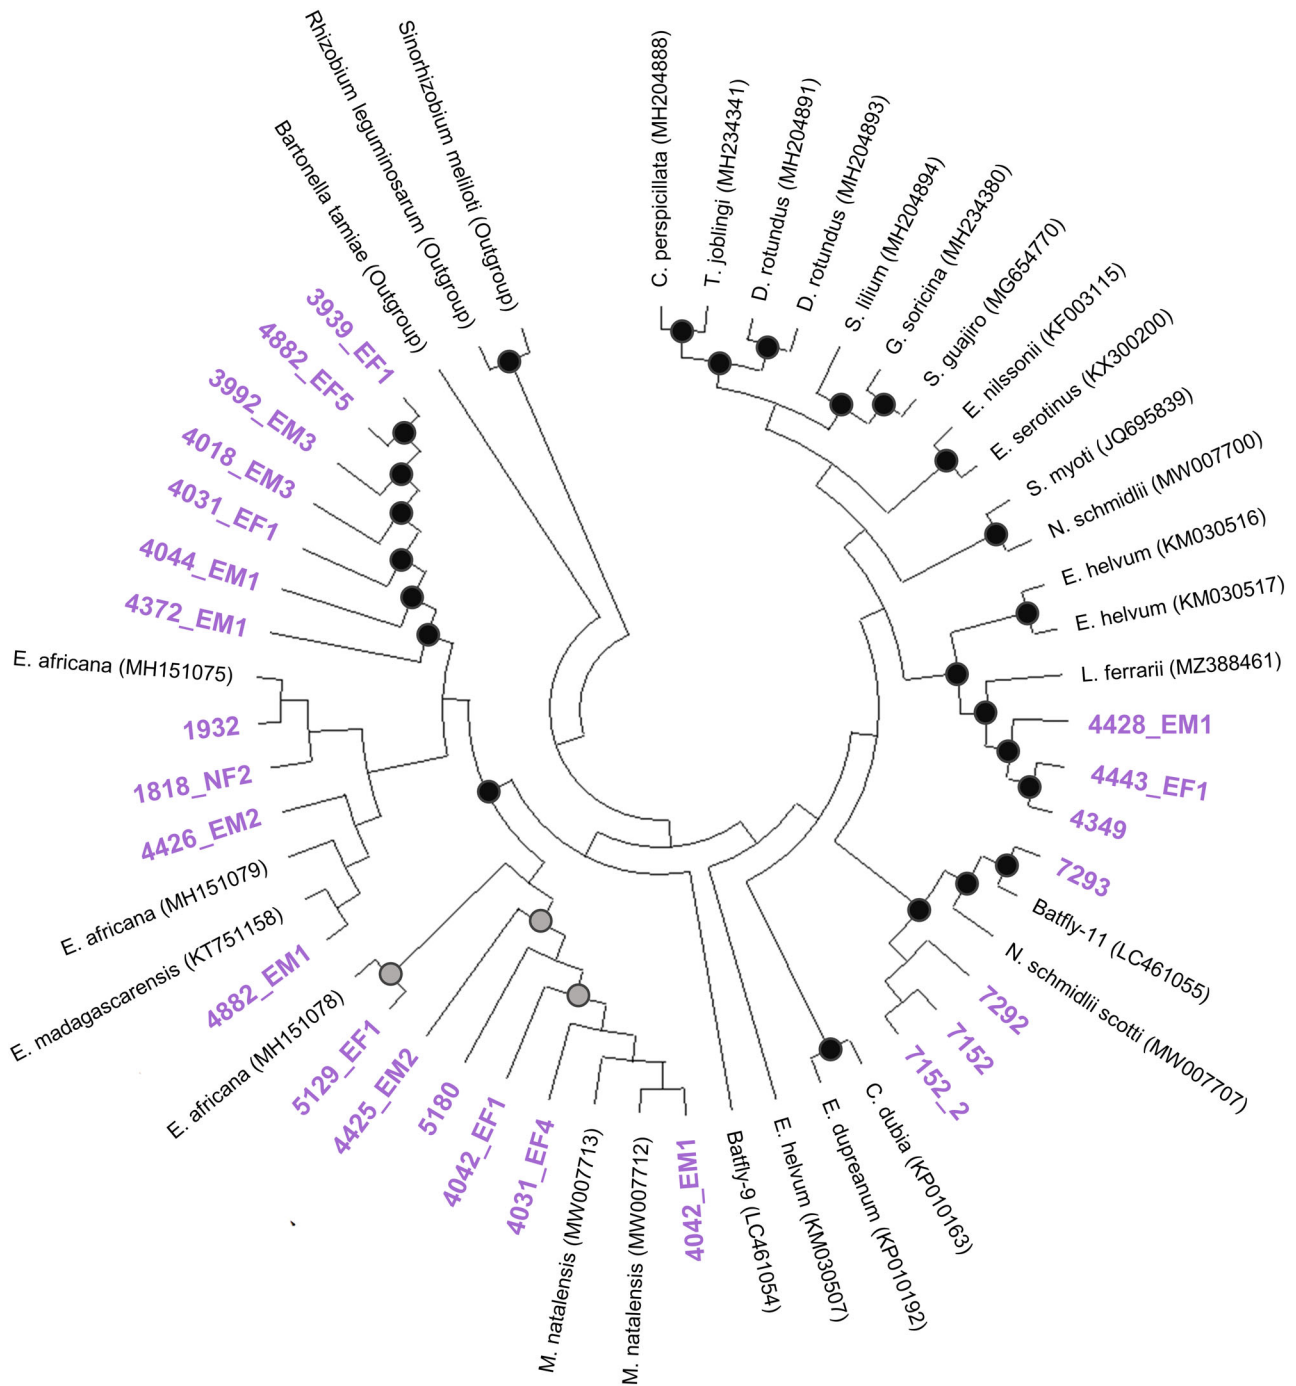 Sinorhizobium meliloti (Outgroup)
Rhizobium leguminosarum (Outgroup)
Bartonella tamiae (Outgroup)
C. perspicillata (MH204888)
T. joblingi (MH234341)
D. rotundus (MH204891)
D. rotundus (MH204893)
S. lilium (MH204894)
G. soricina (MH234380)
S. guajiro (MG654770)
E. nilssonii (KF003115)
E. serotinus (KX300200)
S. myoti (JQ695839)
N. schmidlii (MW007700)
E. helvum (KM030516)
E. helvum (KM030517)
L. ferrarii (MZ388461)
4428_EM1
4443_EF1
4349
7293
Batfly-11 (LC461055)
N. schmidlii scotti (MW007707)
7292
7152
7152_2
C. dubia (KP010163)
E. dupreanum (KP010192)
E. helvum (KM030507)
Batfly-9 (LC461054)
4042_EM1
M. natalensis (MW007712)
M. natalensis (MW007713)
4031_EF4
4042_EF1
5180
4425_EM2
5129_EF1
E. africana (MH151078)
4882_EM1
E. madagascarensis (KT751158)
E. africana (MH151079)
4426_EM2
1818_NF2
1932
E. africana (MH151075)
4372_EM1
4044_EM1
4031_EF1
4018_EM3
3992_EM3
4882_EF5
3939_EF1